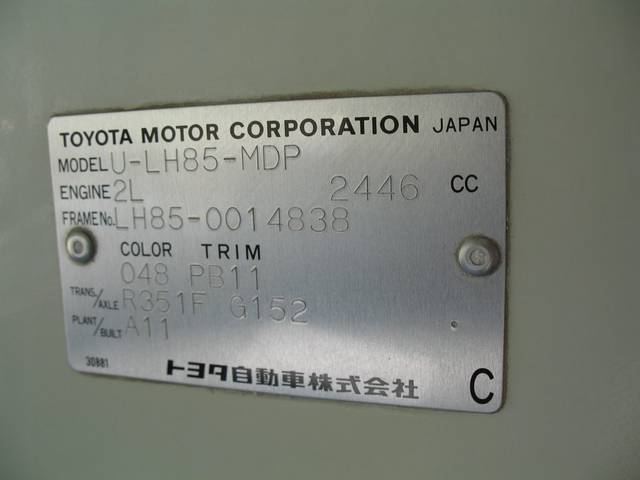 TOYOTA MOTOR CORPORATION JAPAN
MODEL U-LH85-MDP
ENGINE 2L 2446 CC
FRAME No. LH85-0014838
COLOR TRIM
048 PB11
TRANS/AXLE R351F G152
PLANT/BUILT A11
30881
トヨタ自動車株式会社
C